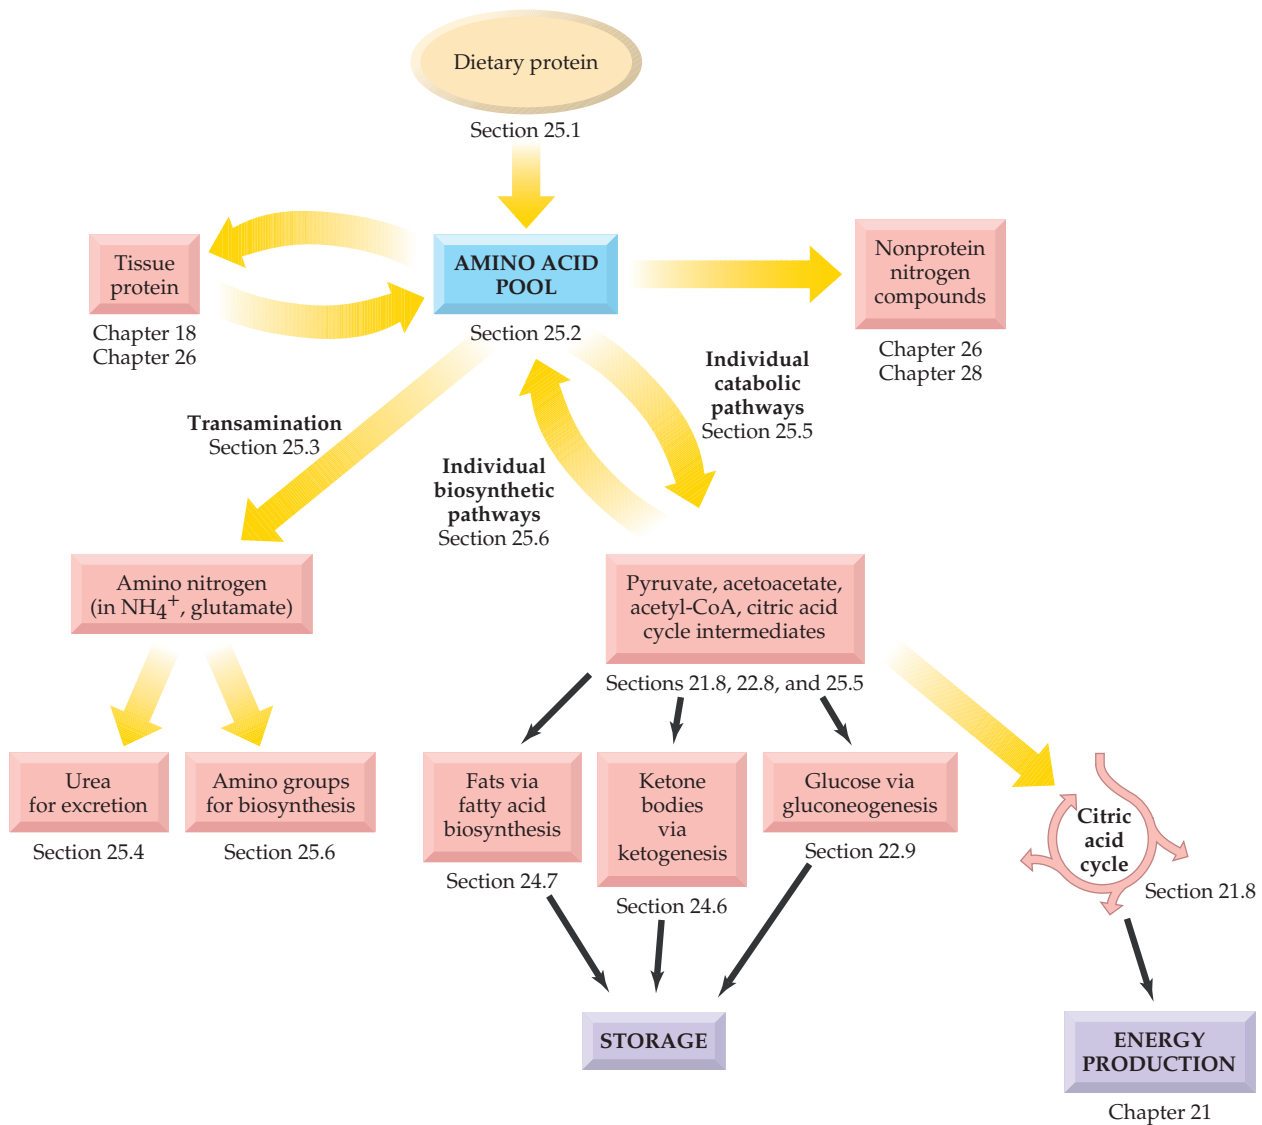 Dietary protein
Section 25.1
Tissue
protein
Chapter 18
Chapter 26
AMINO ACID
POOL
Section 25.2
Nonprotein
nitrogen
compounds
Chapter 26
Chapter 28
Transamination
Section 25.3
Individual
biosynthetic
pathways
Section 25.6
Individual
catabolic
pathways
Section 25.5
Amino nitrogen
(in NH4+, glutamate)
Pyruvate, acetoacetate,
acetyl-CoA, citric acid
cycle intermediates
Sections 21.8, 22.8, and 25.5
Urea
for excretion
Section 25.4
Amino groups
for biosynthesis
Section 25.6
Fats via
fatty acid
biosynthesis
Section 24.7
Ketone
bodies
via
ketogenesis
Section 24.6
Glucose via
gluconeogenesis
Section 22.9
Citric
acid
cycle
Section 21.8
STORAGE
ENERGY
PRODUCTION
Chapter 21